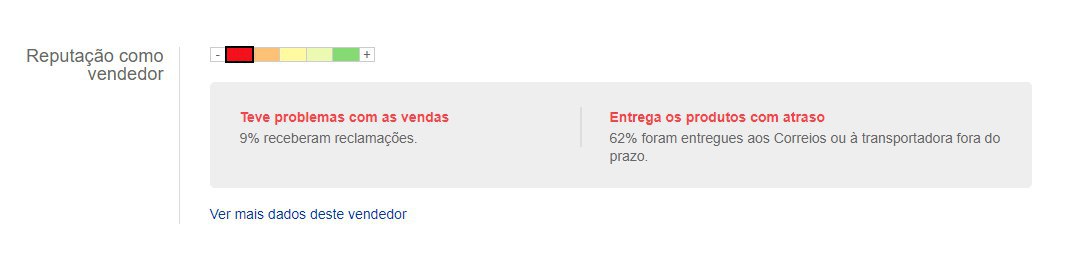 Reputação como
vendedor
- +
Teve problemas com as vendas
9% receberam reclamações.
Entrega os produtos com atraso
62% foram entregues aos Correios ou à transportadora fora do
prazo.
Ver mais dados deste vendedor